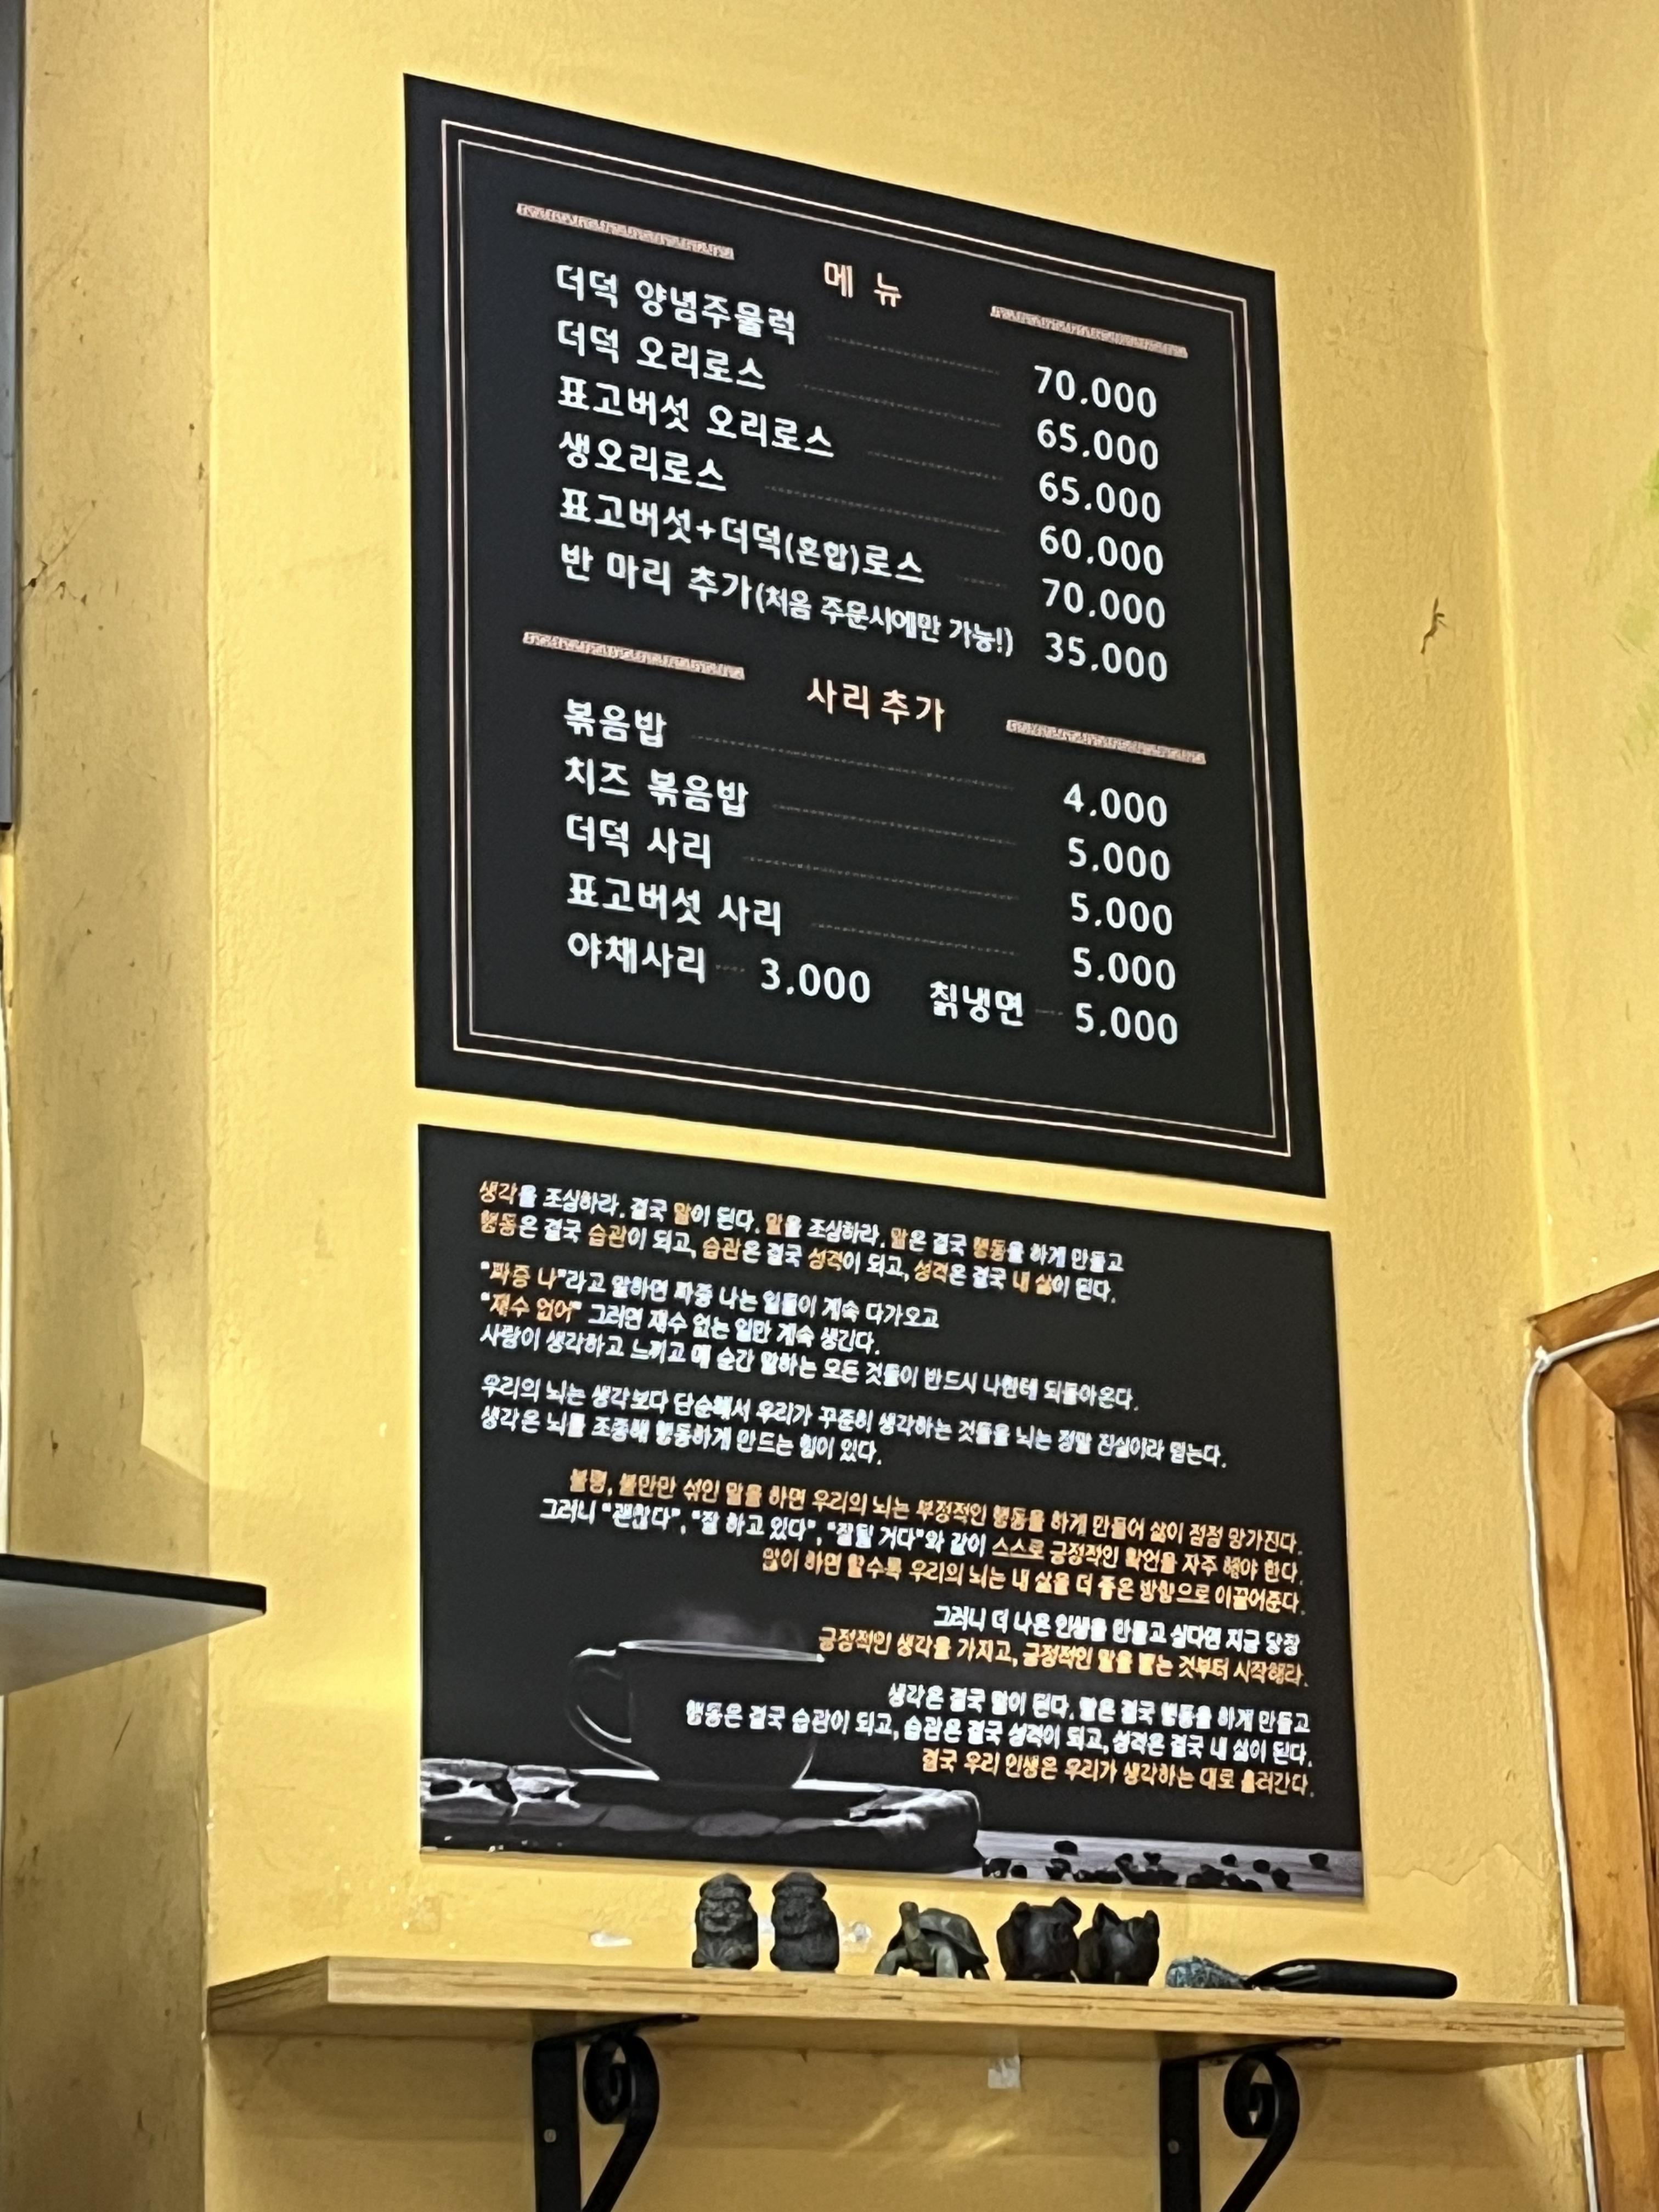 메 뉴
더덕 양념주물럭 70.000
더덕 오리로스 65.000
표고버섯 오리로스 65.000
생오리로스 60.000
표고버섯+더덕(혼합)로스 70.000
반 마리 추가(처음 주문시에만 가능!) 35.000
사리 추가
볶음밥 4.000
치즈 볶음밥 5.000
더덕 사리 5.000
표고버섯 사리 5.000
야채사리 3.000 칡냉면 5.000
생각을 조심하라. 결국 말이 된다. 말을 조심하라. 말은 결국 행동을 하게 만들고
행동은 결국 습관이 되고, 습관은 결국 성격이 되고, 성격은 결국 내 삶이 된다.
"짜증 나"라고 말하면 짜증 나는 일들이 계속 다가오고
"재수 없어" 그러면 재수 없는 일만 계속 생긴다.
사람이 생각하고 느끼고 매 순간 말하는 모든 것들이 반드시 나한테 되돌아온다.
우리의 뇌는 생각보다 단순해서 우리가 꾸준히 생각하는 것들을 뇌는 정말 진실이라 믿는다.
생각은 뇌를 조종해 행동하게 만드는 힘이 있다.
불평, 불만만 섞인 말을 하면 우리의 뇌는 부정적인 행동을 하게 만들어 삶이 점점 망가진다.
그러니 "괜찮다", "잘 하고 있다", "잘될 거다"와 같이 스스로 긍정적인 확언을 자주 해야 한다.
많이 하면 할수록 우리의 뇌는 내 삶을 더 좋은 방향으로 이끌어준다.
그러니 더 나은 인생을 만들고 싶다면 지금 당장
긍정적인 생각을 가지고, 긍정적인 말을 뱉는 것부터 시작해라.
생각은 결국 말이 된다. 말은 결국 행동을 하게 만들고
행동은 결국 습관이 되고, 습관은 결국 성격이 되고, 성격은 결국 내 삶이 된다.
결국 우리 인생은 우리가 생각하는 대로 흘러간다.